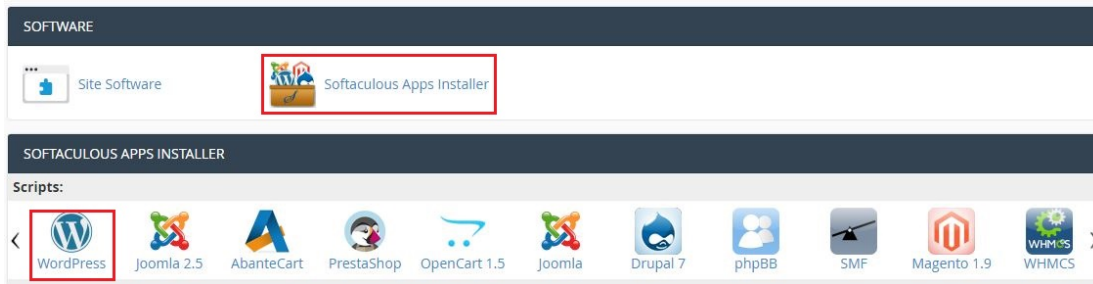 SOFTWARE
Site Software
Softaculous Apps Installer
SOFTACULOUS APPS INSTALLER
Scripts:
WHMCS
WordPress Joomla 2.5 AbanteCart PrestaShop OpenCart 1.5 Joomla Drupal 7 phpBB SMF Magento 1.9 WHMCS